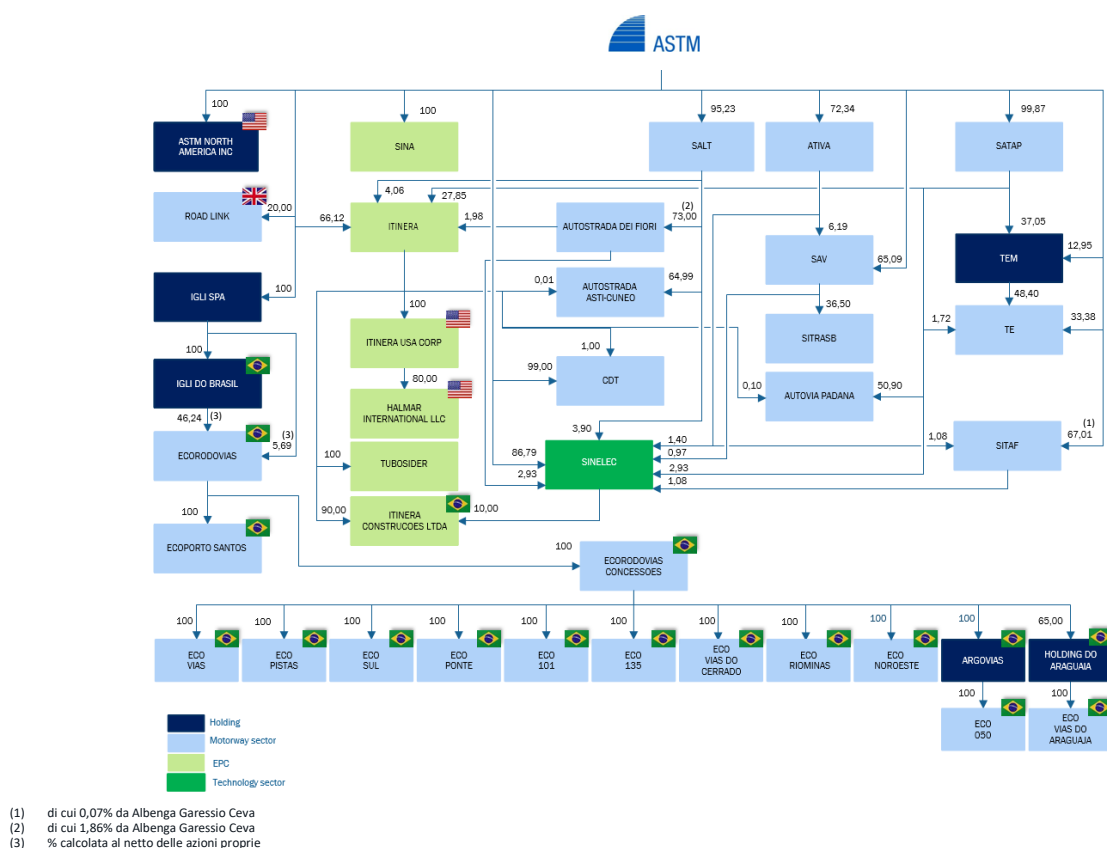 ASTM
100
100
95,23
72,34
99,87
ASTM NORTH
AMERICA INC
SINA
SALT
ATIVA
SATAP
4,06
27,85
(2)
ROAD LINK
20,00
66,12
ITINERA
1,98
AUTOSTRADA DEI FIORI
73,00
6,19
37,05
SAV
65,09
TEM
12,95
IGLI SPA
100
0,01
AUTOSTRADA
ASTI-CUNEO
64,99
48,40
36,50
100
ITINERA USA CORP
SITRASB
1,72
TE
33,38
100
1,00
IGLI DO BRASIL
80,00
99,00
CDT
0,10
AUTOVIA PADANA
50,90
46,24
(3)
HALMAR
INTERNATIONAL LLC
(3)
5,69
3,90
(1)
ECORODOVIAS
1,40
1,08
SITAF
67,01
100
TUBOSIDER
86,79
SINELEC
0,97
2,93
2,93
1,08
100
90,00
ITINERA
CONSTRUCOES LTDA
10,00
ECOPORTO SANTOS
100
ECORODOVIAS
CONCESSOES
100
100
100
100
100
100
100
100
100
100
65,00
ECO
VIAS
ECO
PISTAS
ECO
SUL
ECO
PONTE
ECO
101
ECO
135
ECO
VIAS DO
CERRADO
ECO
RIOMINAS
ECO
NOROESTE
ARGOVIAS
HOLDING DO
ARAGUAIA
100
100
ECO
050
ECO
VIAS DO
ARAGUAJA
Holding
Motorway sector
EPC
Technology sector
(1) di cui 0,07% da Albenga Garessio Ceva
(2) di cui 1,86% da Albenga Garessio Ceva
(3) % calcolata al netto delle azioni proprie